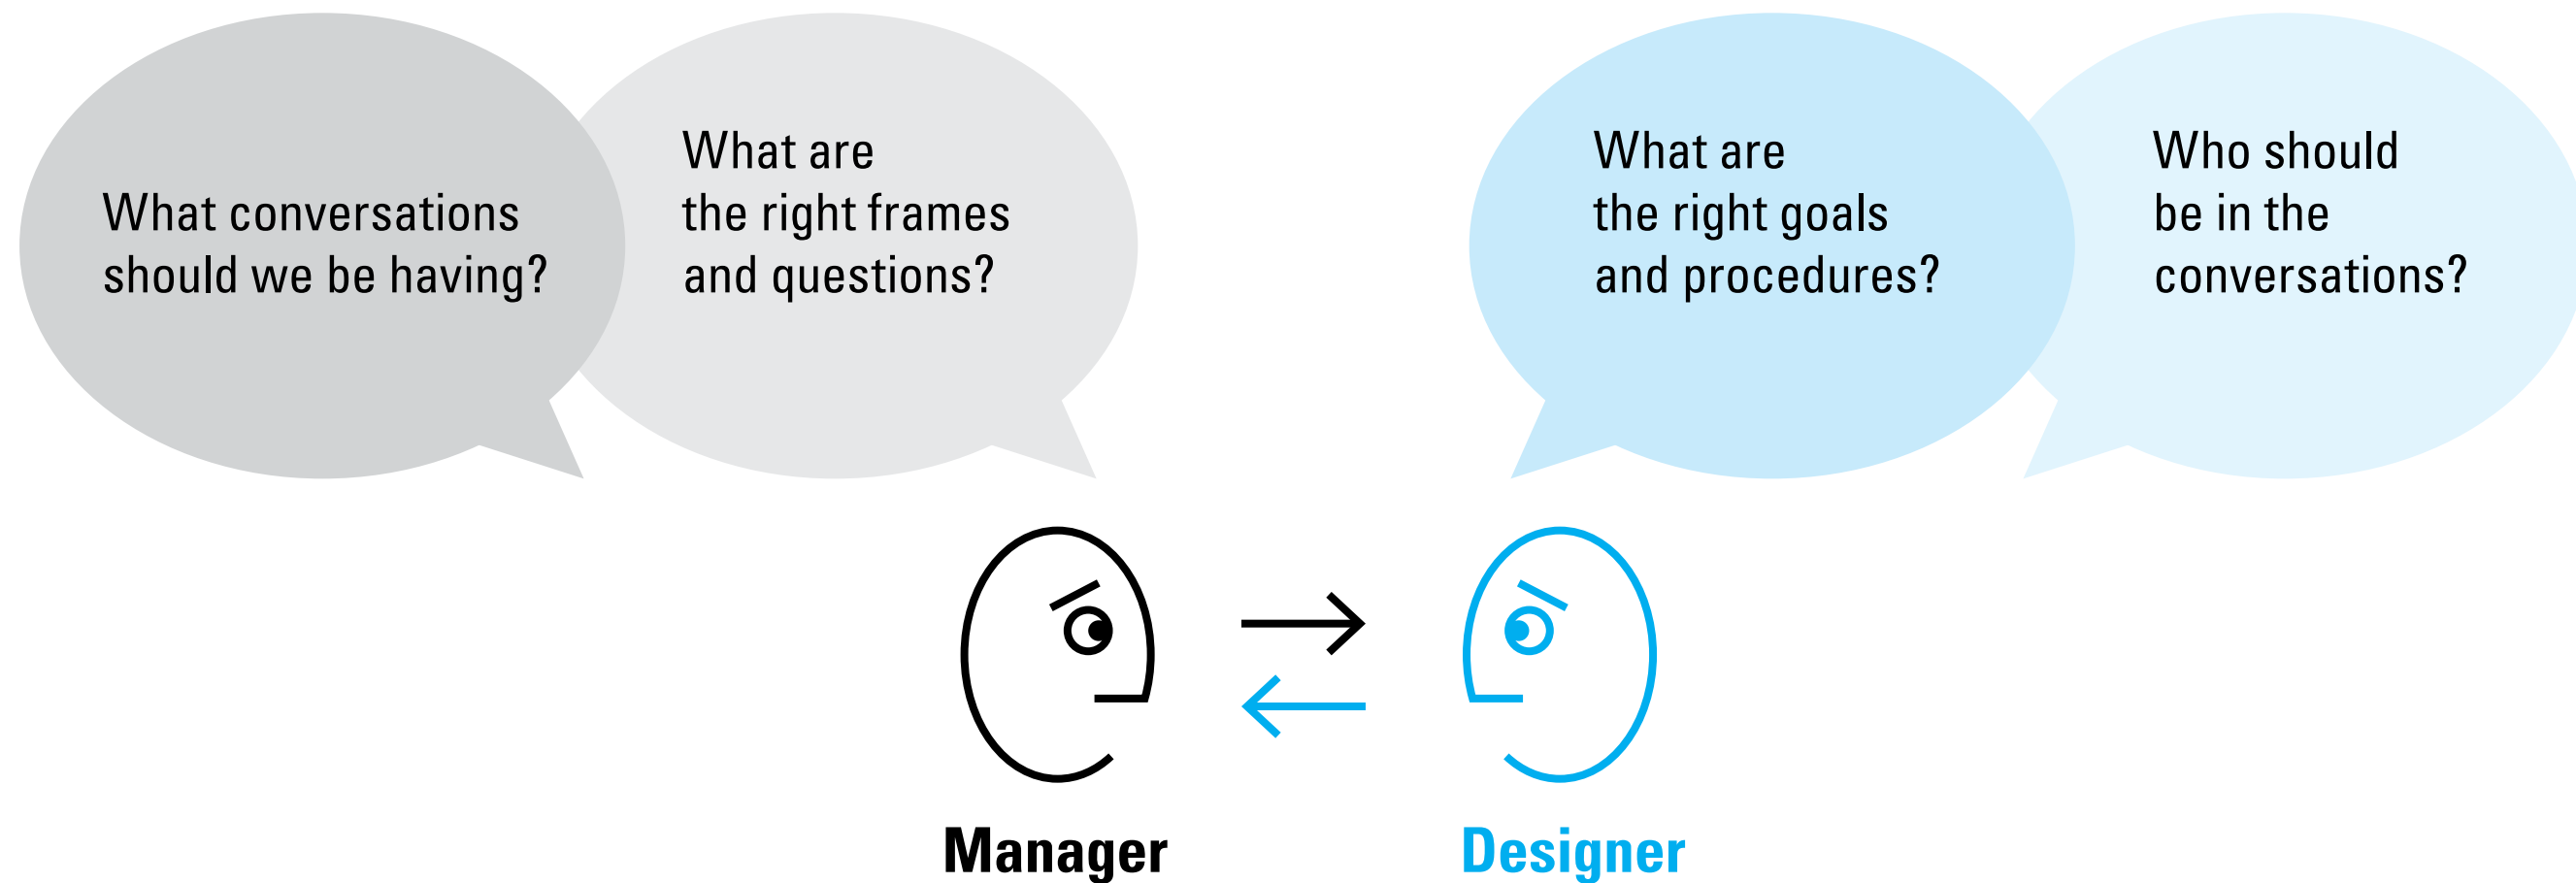 What conversations
should we be having?
What are
the right frames
and questions?
What are
the right goals
and procedures?
Who should
be in the
conversations?
Manager
Designer